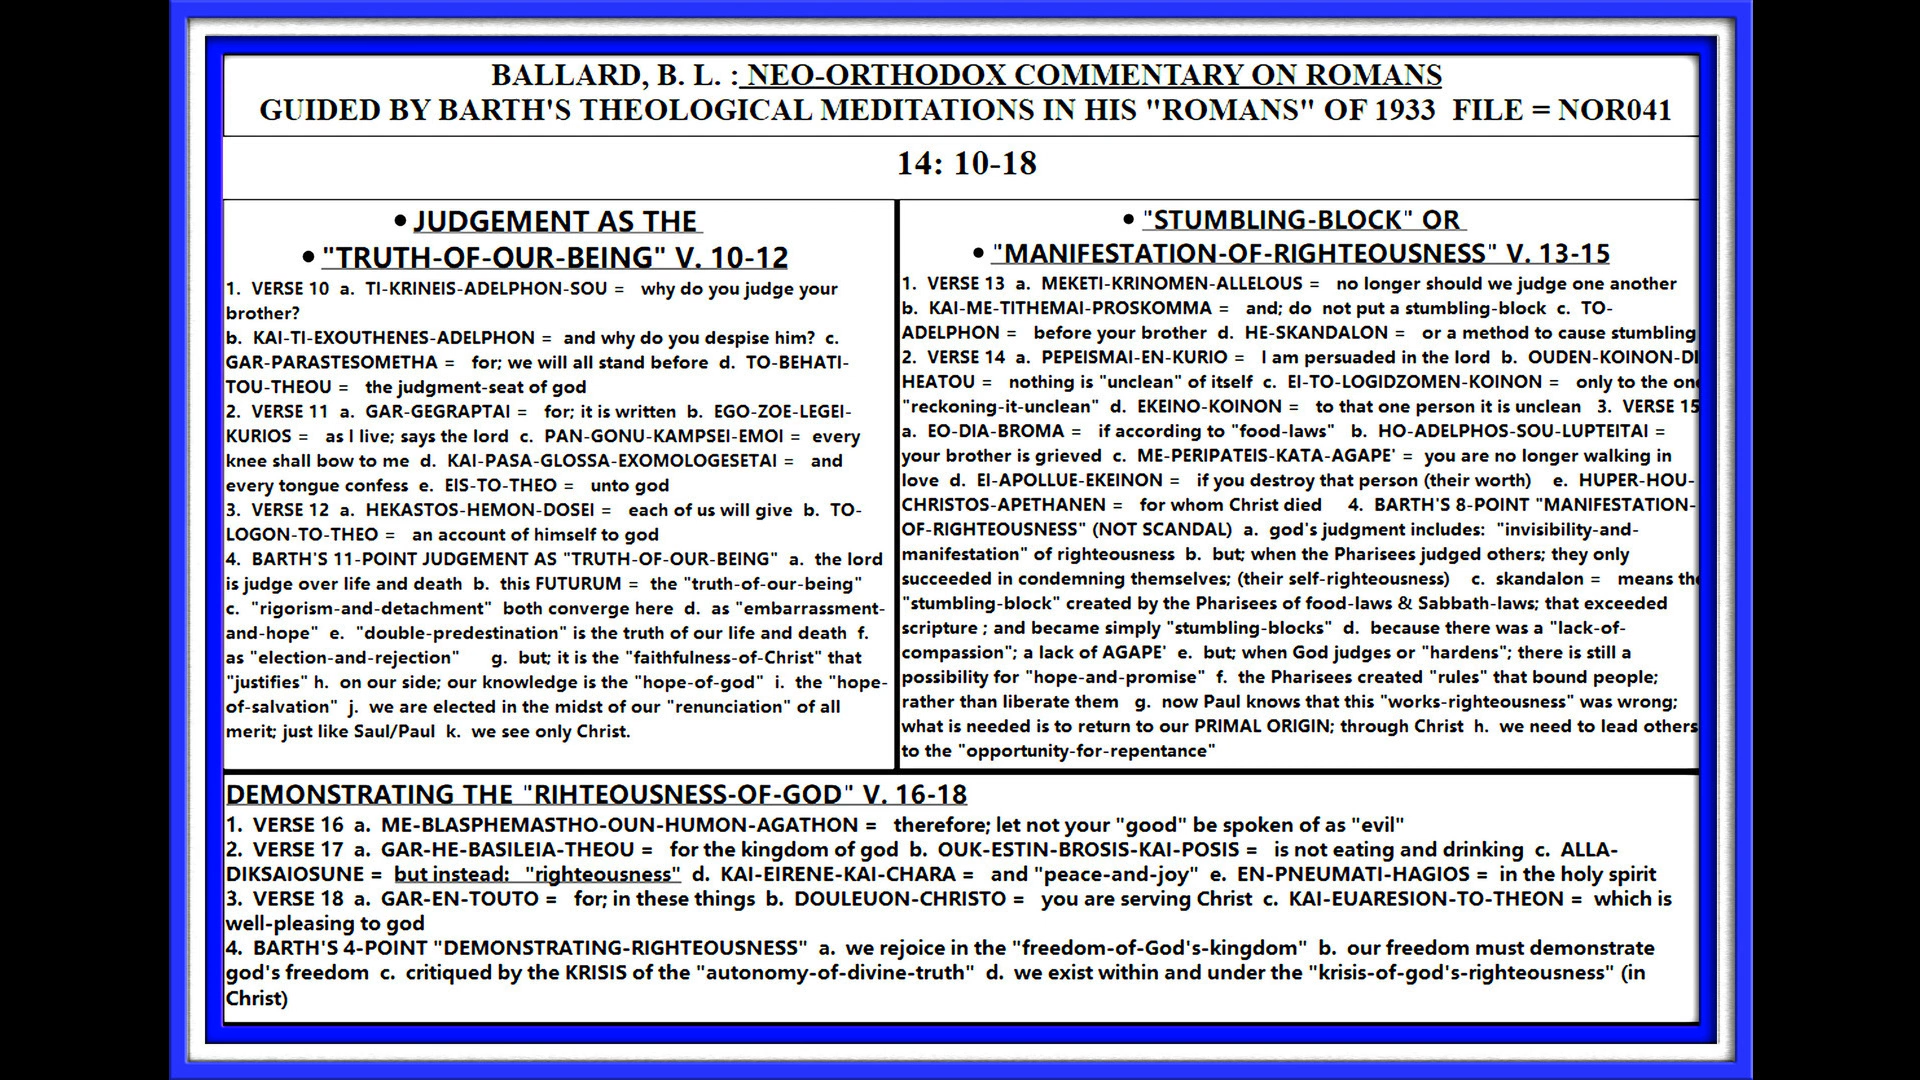 BALLARD, B. L. : NEO-ORTHODOX COMMENTARY ON ROMANS
GUIDED BY BARTH'S THEOLOGICAL MEDITATIONS IN HIS "ROMANS" OF 1933 FILE = NOR041
14: 10-18
• JUDGEMENT AS THE
• "TRUTH-OF-OUR-BEING" V. 10-12
1. VERSE 10 a. TI-KRINEIS-ADELPHON-SOU = why do you judge your
brother?
b. KAI-TI-EXOUTHENES-ADELPHON = and why do you despise him? c.
GAR-PARASTESOMETHA = for; we will all stand before d. TO-BEHATI-
TOU-THEOU = the judgment-seat of god
2. VERSE 11 a. GAR-GEGRAPTAI = for; it is written b. EGO-ZOE-LEGEI-
KURIOS = as I live; says the lord c. PAN-GONU-KAMPSEI-EMOI = every
knee shall bow to me d. KAI-PASA-GLOSSA-EXOMOLOGESETAI = and
every tongue confess e. EIS-TO-THEO = unto god
3. VERSE 12 a. HEKASTOS-HEMON-DOSEI = each of us will give b. TO-
LOGON-TO-THEO = an account of himself to god
4. BARTH'S 11-POINT JUDGEMENT AS "TRUTH-OF-OUR-BEING" a. the lord
is judge over life and death b. this FUTURUM = the "truth-of-our-being"
c. "rigorism-and-detachment" both converge here d. as "embarrassment-
and-hope" e. "double-predestination" is the truth of our life and death f.
as "election-and-rejection" g. but; it is the "faithfulness-of-Christ" that
"justifies" h. on our side; our knowledge is the "hope-of-god" i. the "hope-
of-salvation" j. we are elected in the midst of our "renunciation" of all
merit; just like Saul/Paul k. we see only Christ.
• "STUMBLING-BLOCK" OR
• "MANIFESTATION-OF-RIGHTEOUSNESS" V. 13-15
1. VERSE 13 a. MEKETI-KRINOMEN-ALLELOUS = no longer should we judge one another
b. KAI-ME-TITHEMAI-PROSKOMMA = and; do not put a stumbling-block c. TO-
ADELPHON = before your brother d. HE-SKANDALON = or a method to cause stumbling
2. VERSE 14 a. PEPEISMAI-EN-KURIO = I am persuaded in the lord b. OUDEN-KOINON-DI
HEATOU = nothing is "unclean" of itself c. EI-TO-LOGIDZOMEN-KOINON = only to the one
"reckoning-it-unclean" d. EKEINO-KOINON = to that one person it is unclean 3. VERSE 15
a. EO-DIA-BROMA = if according to "food-laws" b. HO-ADELPHOS-SOU-LUPTEITAI =
your brother is grieved c. ME-PERIPATEIS-KATA-AGAPE' = you are no longer walking in
love d. EI-APOLLUE-EKEINON = if you destroy that person (their worth) e. HUPER-HOU-
CHRISTOS-APETHANEN = for whom Christ died 4. BARTH'S 8-POINT "MANIFESTATION-
OF-RIGHTEOUSNESS" (NOT SCANDAL) a. god's judgment includes: "invisibility-and-
manifestation" of righteousness b. but; when the Pharisees judged others; they only
succeeded in condemning themselves; (their self-righteousness) c. skandalon = means the
"stumbling-block" created by the Pharisees of food-laws & Sabbath-laws; that exceeded
scripture ; and became simply "stumbling-blocks" d. because there was a "lack-of-
compassion"; a lack of AGAPE' e. but; when God judges or "hardens"; there is still a
possibility for "hope-and-promise" f. the Pharisees created "rules" that bound people;
rather than liberate them g. now Paul knows that this "works-righteousness" was wrong;
what is needed is to return to our PRIMAL ORIGIN; through Christ h. we need to lead others
to the "opportunity-for-repentance"
DEMONSTRATING THE "RIHTEOUSNESS-OF-GOD" V. 16-18
1. VERSE 16 a. ME-BLASPHEMASTHO-OUN-HUMON-AGATHON = therefore; let not your "good" be spoken of as "evil"
2. VERSE 17 a. GAR-HE-BASILEIA-THEOU = for the kingdom of god b. OUK-ESTIN-BROSIS-KAI-POSIS = is not eating and drinking c. ALLA-
DIKSAIOSUNE = but instead: "righteousness" d. KAI-EIRENE-KAI-CHARA = and "peace-and-joy" e. EN-PNEUMATI-HAGIOS = in the holy spirit
3. VERSE 18 a. GAR-EN-TOUTO = for; in these things b. DOULEUON-CHRISTO = you are serving Christ c. KAI-EUARESION-TO-THEON = which is
well-pleasing to god
4. BARTH'S 4-POINT "DEMONSTRATING-RIGHTEOUSNESS" a. we rejoice in the "freedom-of-God's-kingdom" b. our freedom must demonstrate
god's freedom c. critiqued by the KRISIS of the "autonomy-of-divine-truth" d. we exist within and under the "krisis-of-god's-righteousness" (in
Christ)